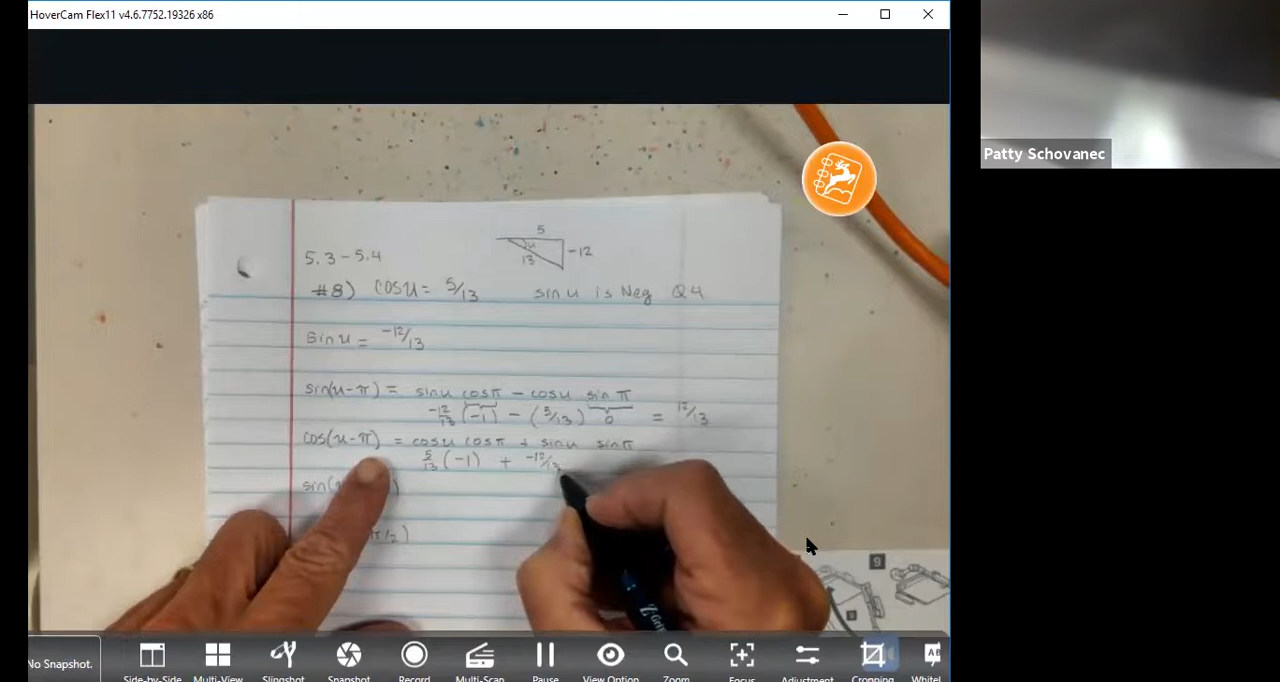 HoverCam Flex11 v4.6.7752.19326 x86
Patty Schovanec
5
u
13
-12
5.3-5.4
#8) cos u = 5/13 sin u is Neg Q4
sin u = -12/13
sin(u-π) = sin u cos π - cos u sin π
-12/13 (-1) - (5/13) 0 = 12/13
cos(u-π) = cos u cos π + sin u sin π
5/13 (-1) + -12/13
sin(
π/2)
9
No Snapshot.
Side-by-Side Multi-View Slingshot Snapshot Record Multi-Scan Pause View Option Zoom Focus Adjustment Cropping Whitel